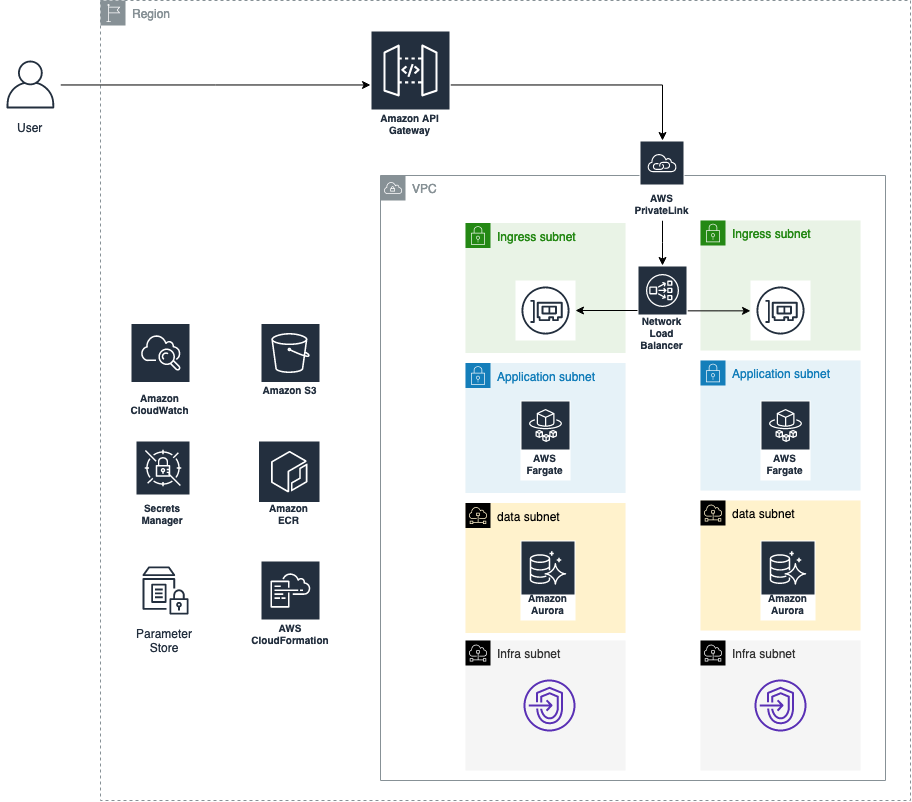 Region
User
Amazon API
Gateway
AWS
PrivateLink
VPC
Ingress subnet
Ingress subnet
Network
Load
Balancer
Amazon
CloudWatch
Amazon S3
Application subnet
Application subnet
AWS
Fargate
AWS
Fargate
Secrets
Manager
Amazon
ECR
data subnet
data subnet
Amazon
Aurora
Amazon
Aurora
Parameter
Store
AWS
CloudFormation
Infra subnet
Infra subnet